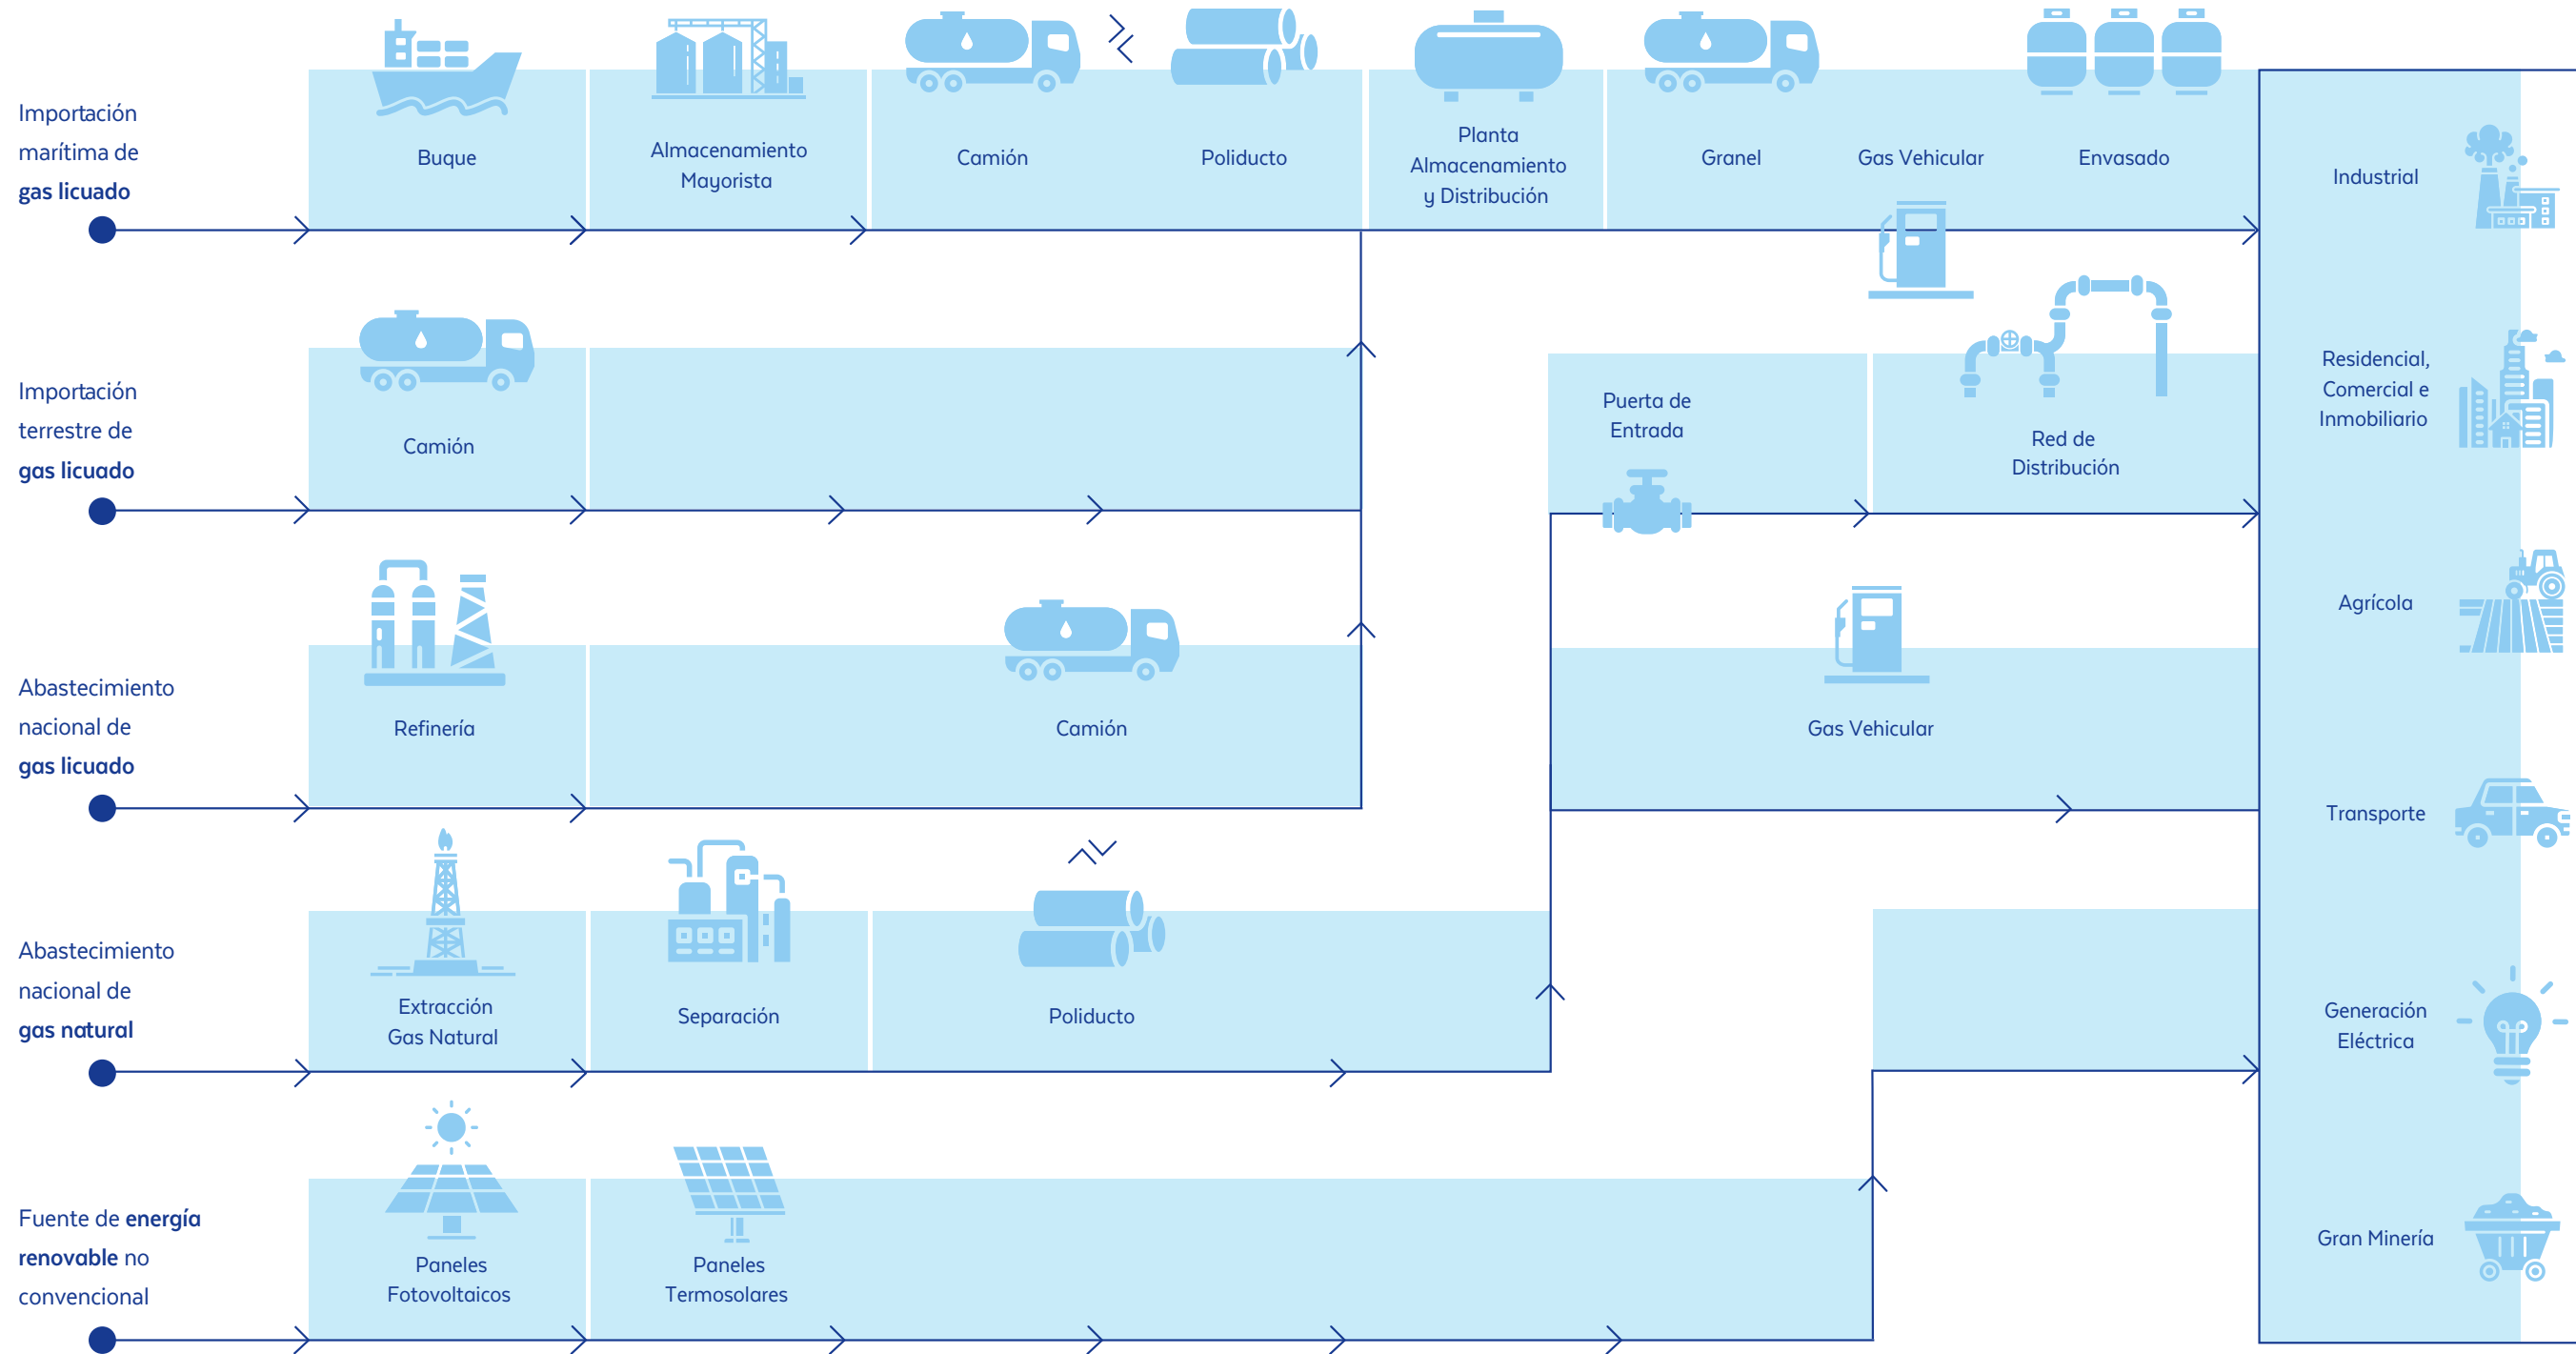 Importación
marítima de
gas licuado
Buque
Almacenamiento
Mayorista
Camión
Poliducto
Planta
Almacenamiento
y Distribución
Granel
Gas Vehicular
Envasado
Industrial
Importación
terrestre de
gas licuado
Camión
Puerta de
Entrada
Red de
Distribución
Residencial,
Comercial e
Inmobiliario
Abastecimiento
nacional de
gas licuado
Refinería
Camión
Gas Vehicular
Agrícola
Transporte
Abastecimiento
nacional de
gas natural
Extracción
Gas Natural
Separación
Poliducto
Generación
Eléctrica
Fuente de energía
renovable no
convencional
Paneles
Fotovoltaicos
Paneles
Termosolares
Gran Minería